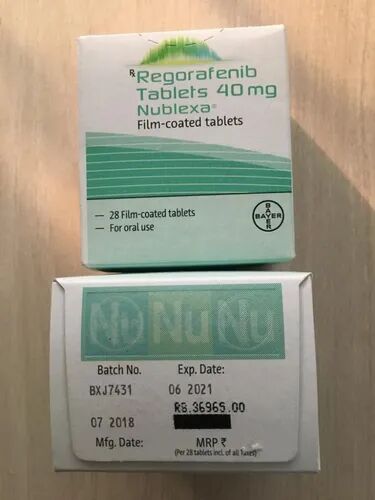 ℞ Regorafenib
Tablets 40 mg
Nublexa®
Film-coated tablets
— 28 Film-coated tablets
— For oral use
BAYER
BAYER
Nu Nu Nu
Batch No. Exp. Date:
BXJ7431 06 2021
RS.36965.00
07 2018
Mfg. Date: MRP ₹
(Per 28 tablets incl. of all Taxes)